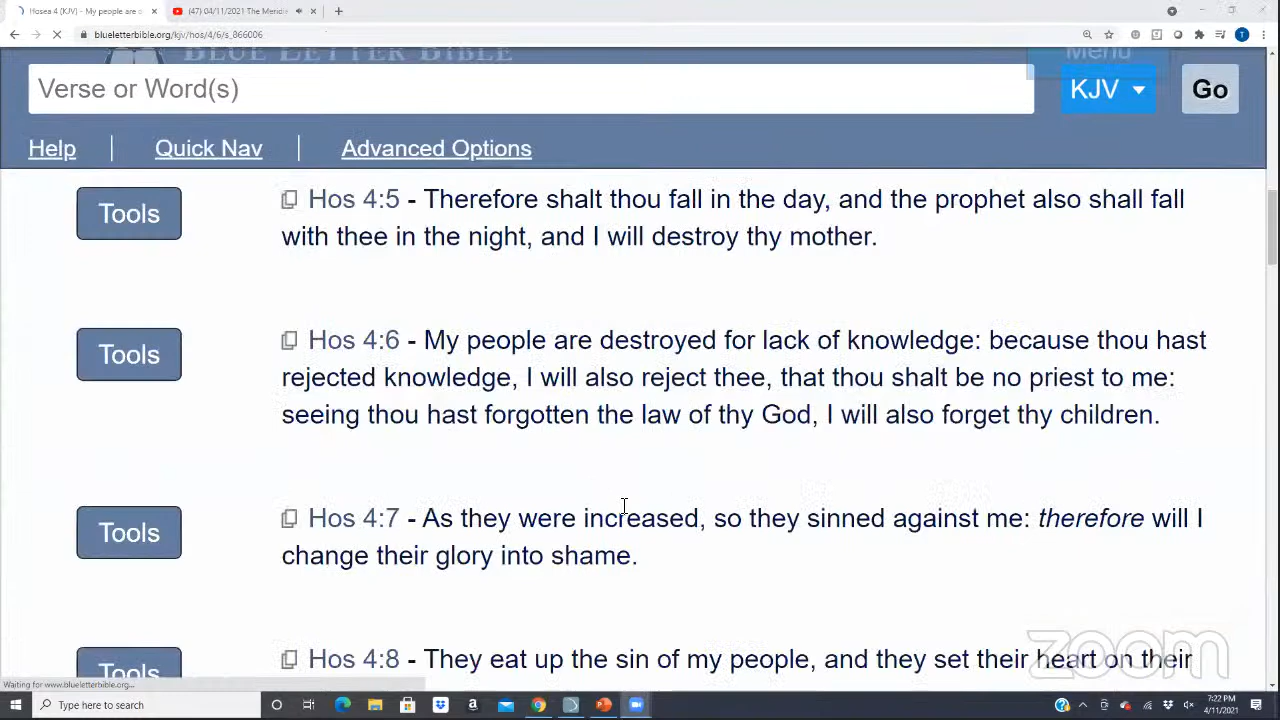 Hosea 4 (KJV) - My people are d
(47) 04/11/2021 The Meridi
blueletterbible.org/kjv/hos/4/6/s_866006
T
BLUE LETTER BIBLE
Menu
Verse or Word(s)
KJV
Go
Help
Quick Nav
Advanced Options
Tools
Hos 4:5 - Therefore shalt thou fall in the day, and the prophet also shall fall
with thee in the night, and I will destroy thy mother.
Tools
Hos 4:6 - My people are destroyed for lack of knowledge: because thou hast
rejected knowledge, I will also reject thee, that thou shalt be no priest to me:
seeing thou hast forgotten the law of thy God, I will also forget thy children.
Tools
Hos 4:7 - As they were increased, so they sinned against me: therefore will I
change their glory into shame.
Tools
Hos 4:8 - They eat up the sin of my people, and they set their heart on their
zoom
Waiting for www.blueletterbible.org...
Type here to search
7:22 PM
4/11/2021